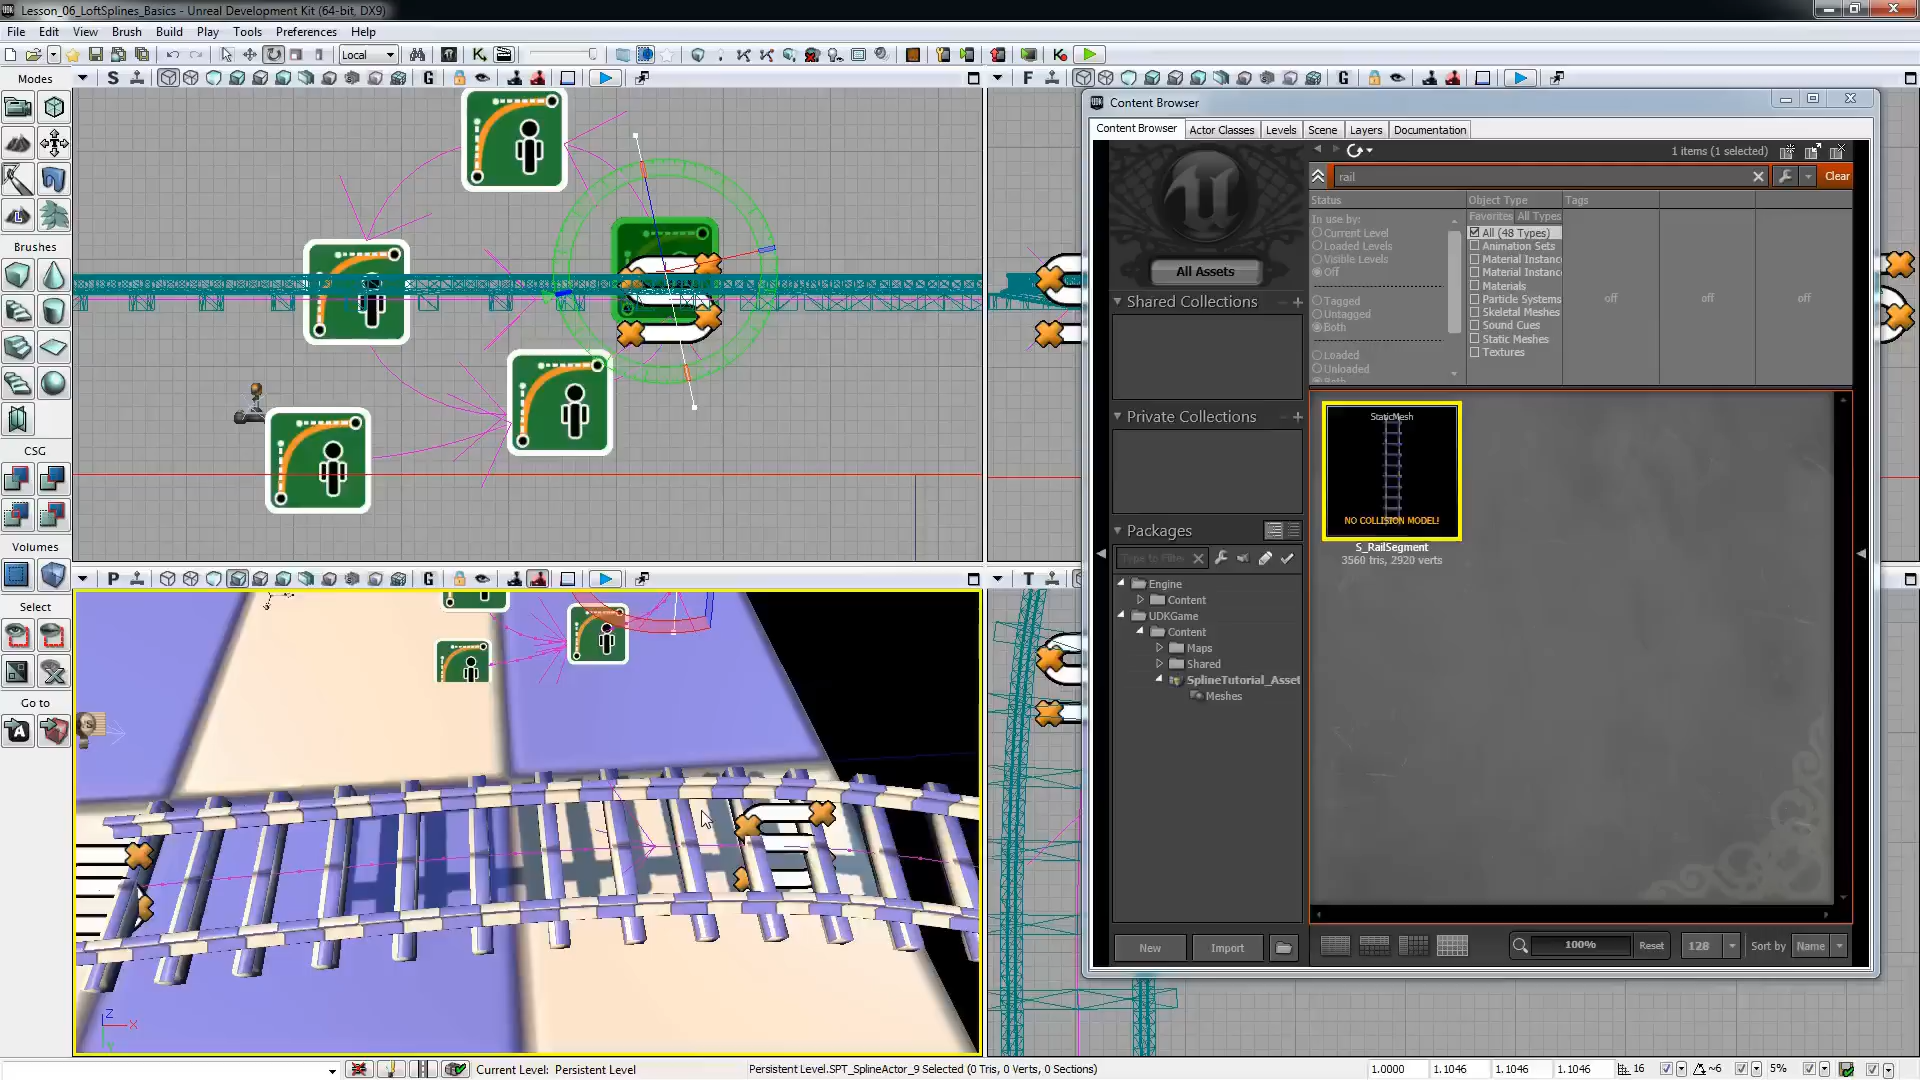 Lesson_06_LoftSplines_Basics - Unreal Development Kit (64-bit, DX9)
File Edit View Brush Build Play Tools Preferences Help
Local
Modes
S
G
F
G
Content Browser
Content Browser Actor Classes Levels Scene Layers Documentation
1 items (1 selected)
rail
Clear
All Assets
Status
Object Type
Tags
In use by:
Current Level
Loaded Levels
Visible Levels
Off
Tagged
Untagged
Both
Loaded
Unloaded
Favorites All Types
All (48 Types)
Animation Sets
Material Instanc
Material Instanc
Materials
Particle Systems
Skeletal Meshes
Sound Cues
Static Meshes
Textures
off off off
Brushes
Shared Collections
Private Collections
StaticMesh
NO COLLISION MODEL!
S_RailSegment
3560 tris, 2920 verts
CSG
Volumes
Select
Go to
Packages
Engine
Content
UDKGame
Content
Maps
Shared
SplineTutorial_Asset
Meshes
P
G
T
Z
X
New Import
100% Reset 128 Sort by Name
Current Level: Persistent Level
Persistent Level.SPT_SplineActor_9 Selected (0 Tris, 0 Verts, 0 Sections)
1.0000 1.1046 1.1046 1.1046 16 ~6 5%